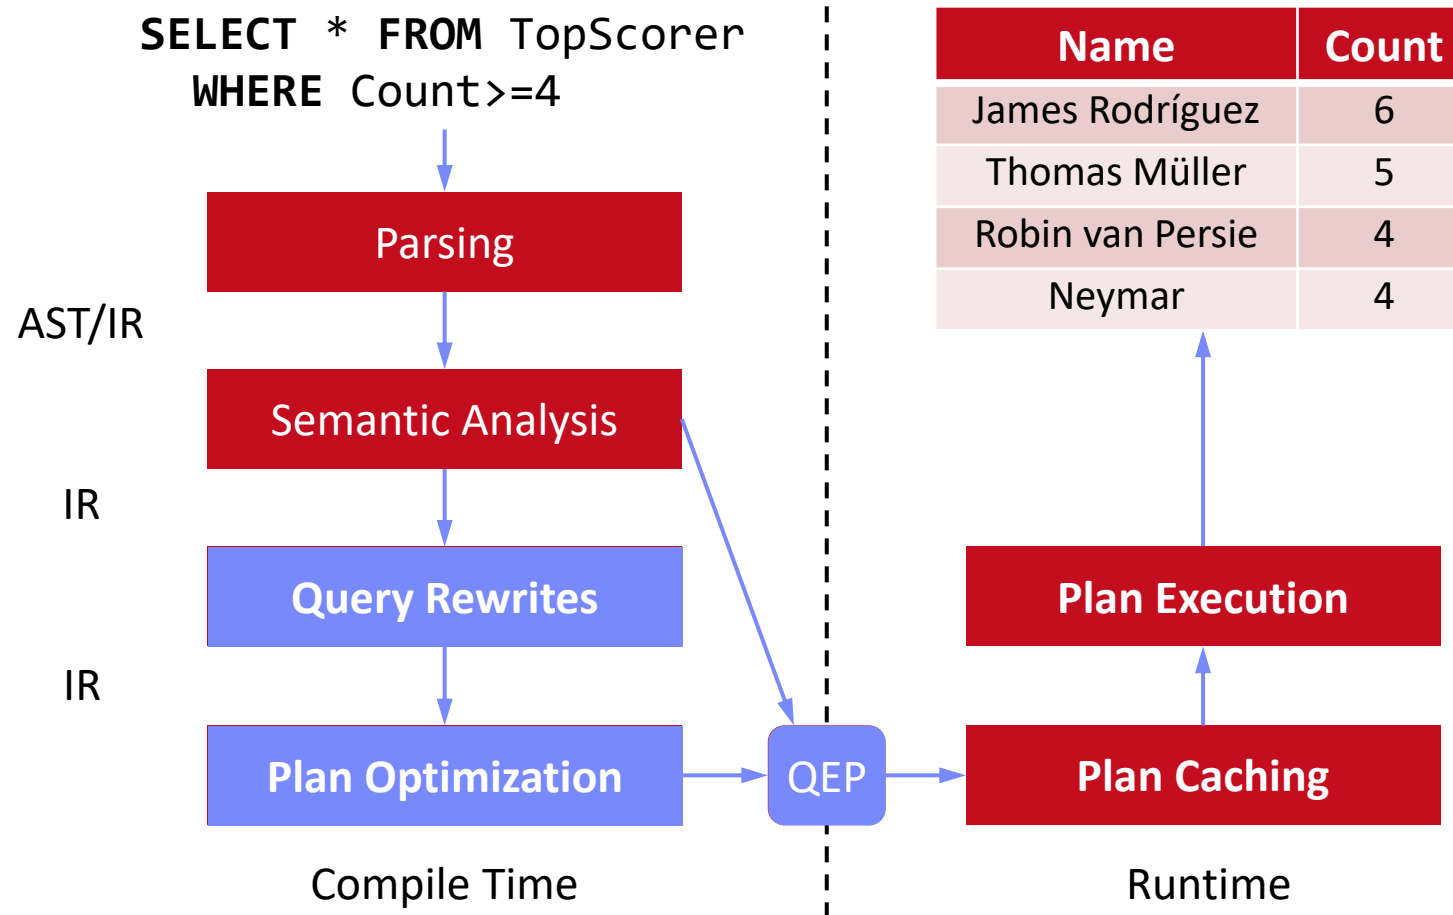 SELECT * FROM TopScorer
WHERE Count>=4
Parsing
AST/IR
Semantic Analysis
IR
Query Rewrites
IR
Plan Optimization
QEP
Compile Time
Name Count
James Rodríguez 6
Thomas Müller 5
Robin van Persie 4
Neymar 4
Plan Execution
Plan Caching
Runtime